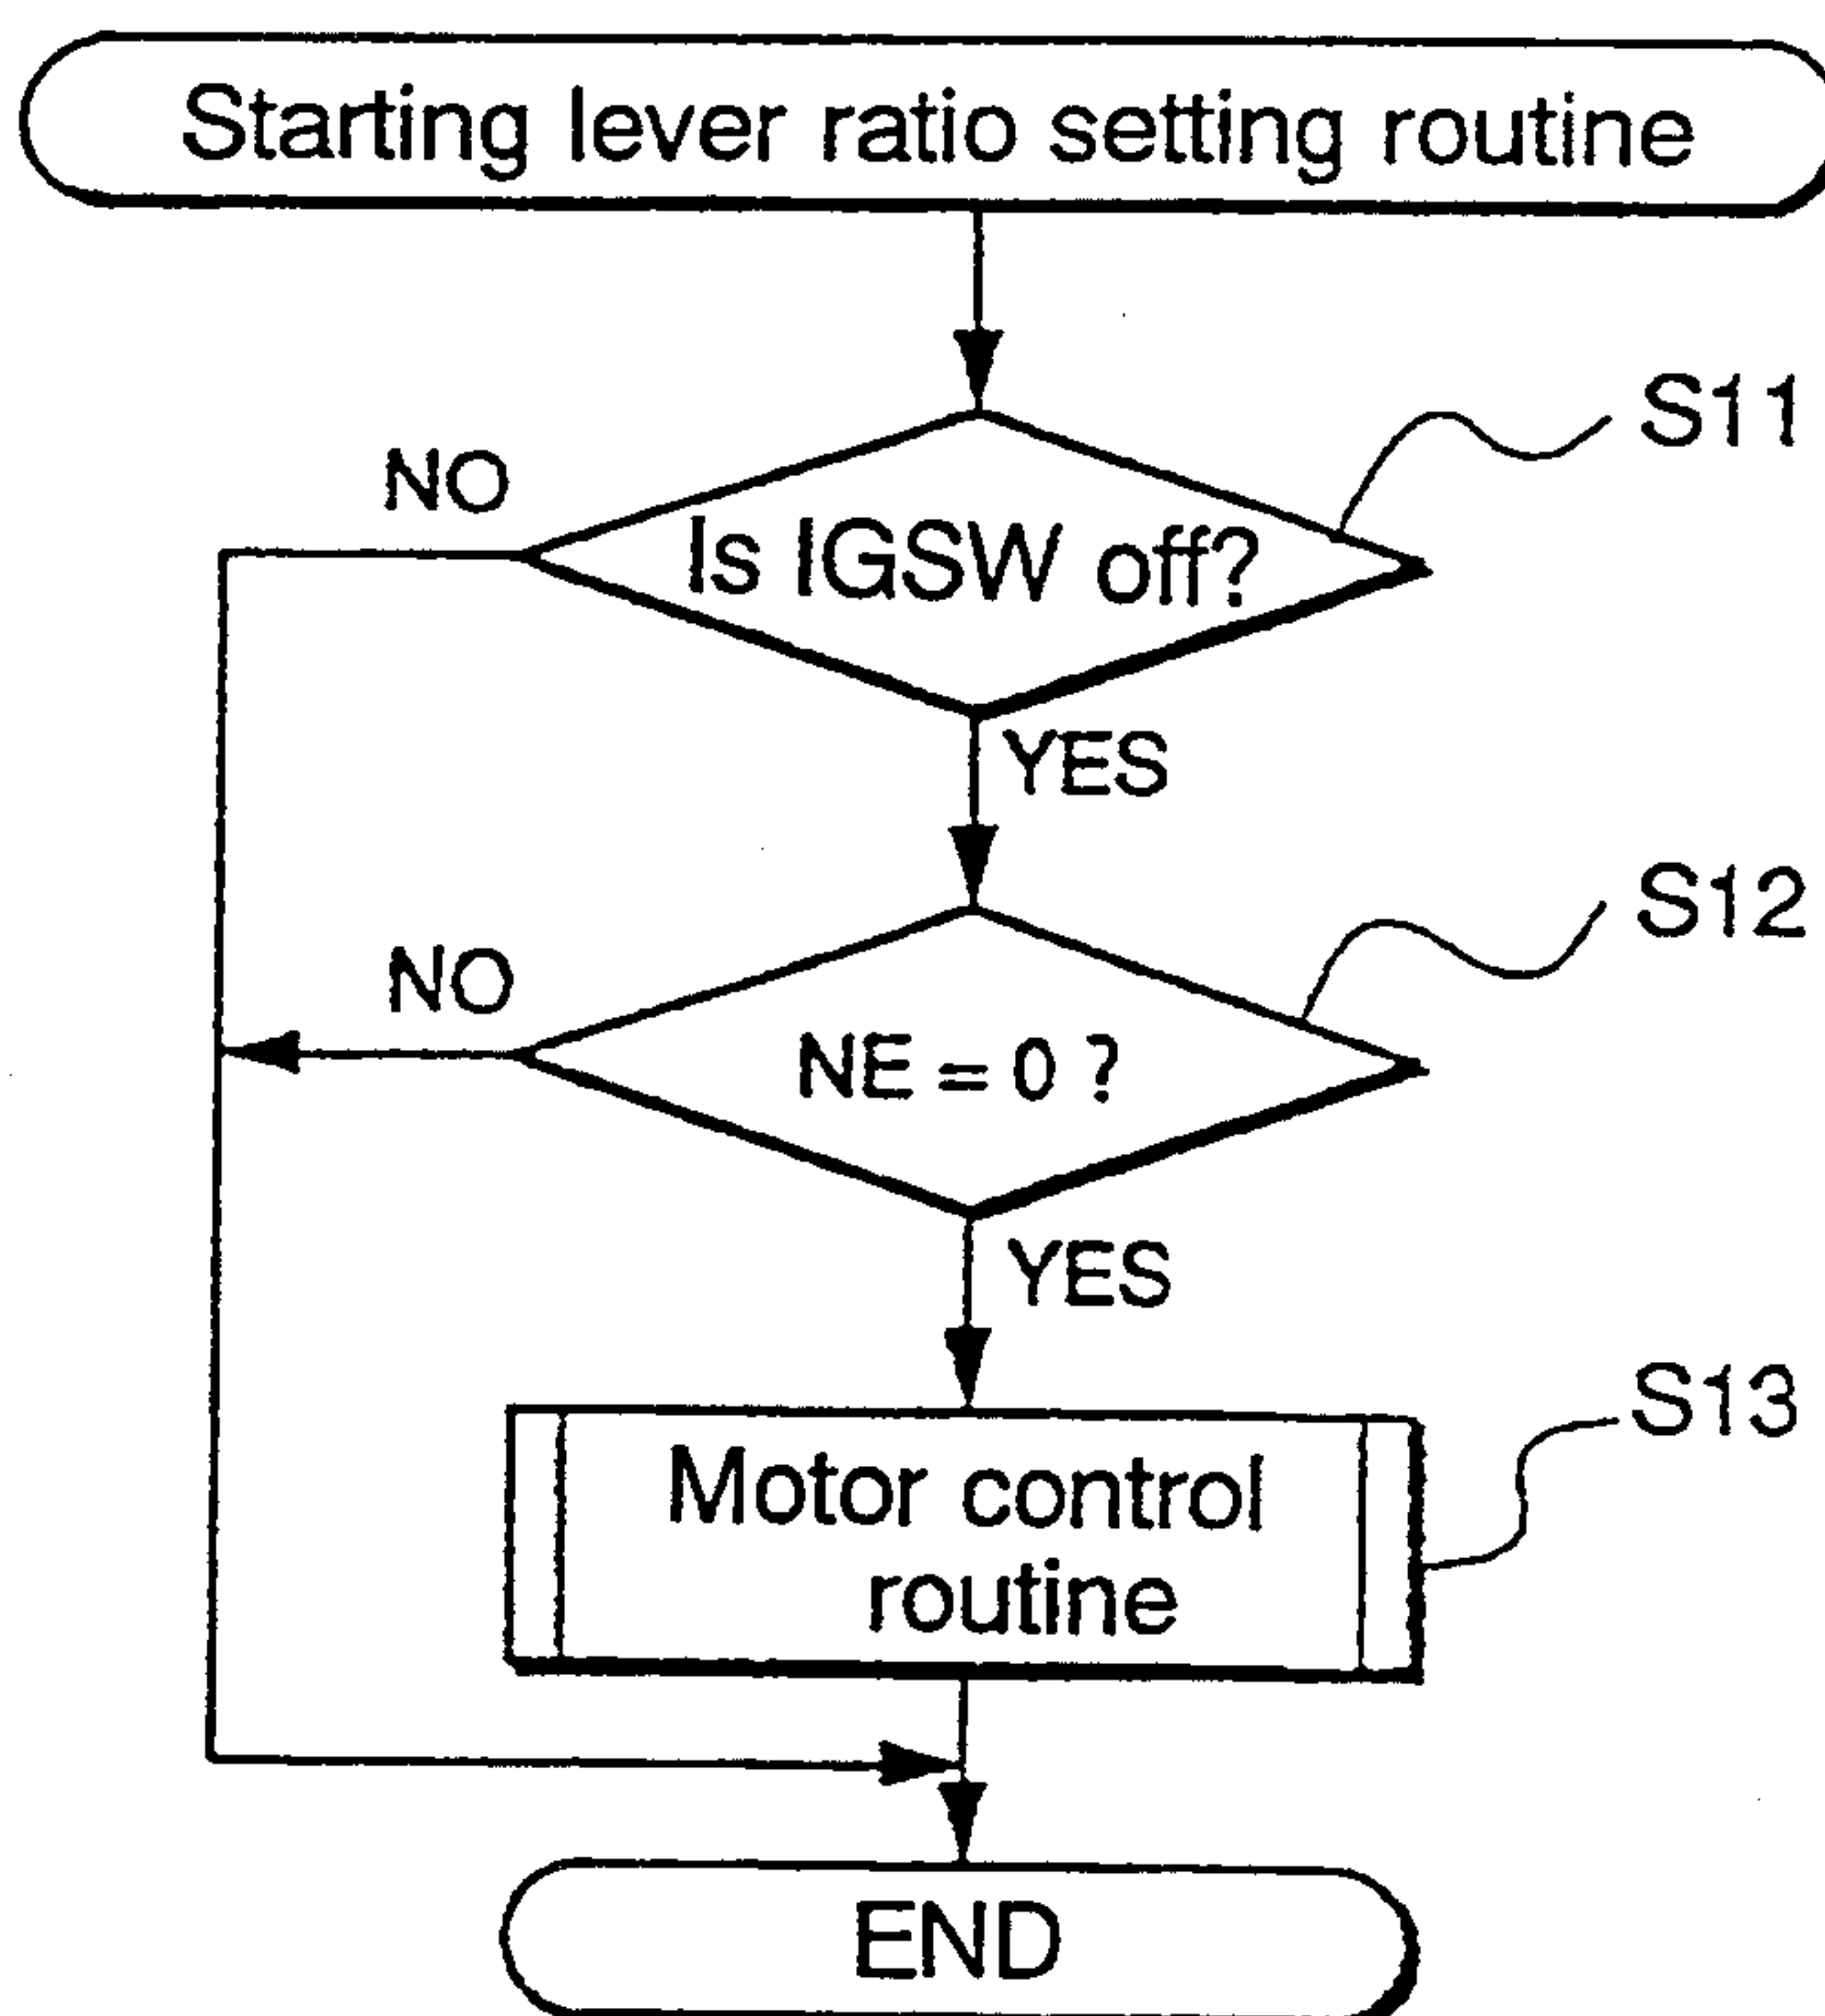 Starting lever ratio setting routine
S11
NO
Is IGSW off?
YES
S12
NO
NE = 0 ?
YES
S13
Motor control
routine
END